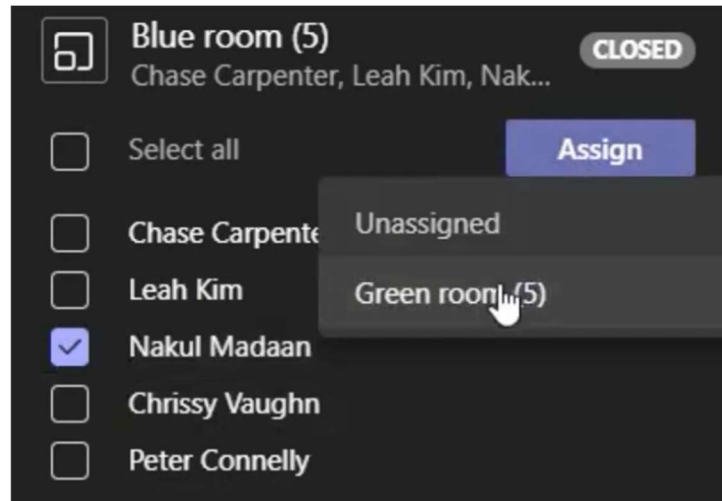 Blue room (5)
CLOSED
Chase Carpenter, Leah Kim, Nak...
Select all
Assign
Unassigned
Chase Carpente
Green room (5)
Leah Kim
Nakul Madaan
Chrissy Vaughn
Peter Connelly